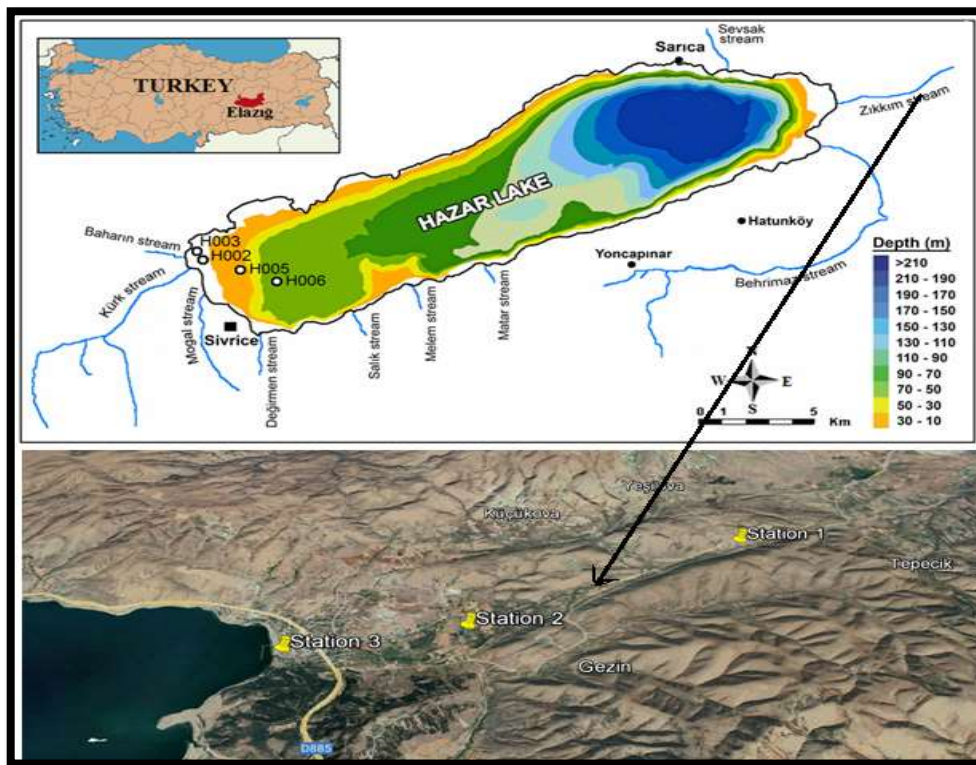 TURKEY
Elazığ
Sevsak
stream
Sarıca
Zıkkım stream
HAZAR LAKE
Hatunköy
Yoncapınar
Behrimaz stream
Baharın stream
H003
H002
H005
H006
Kürk stream
Mogal stream
Sivrice
Değirmen stream
Salık stream
Melem stream
Matar stream
Depth (m)
>210
210 - 190
190 - 170
170 - 150
150 - 130
130 - 110
110 - 90
90 - 70
70 - 50
50 - 30
30 - 10
W
E
S
0 1 5
Km
Yeşilova
Küçükova
Station 1
Tepecik
Station 2
Station 3
Gezin
D885